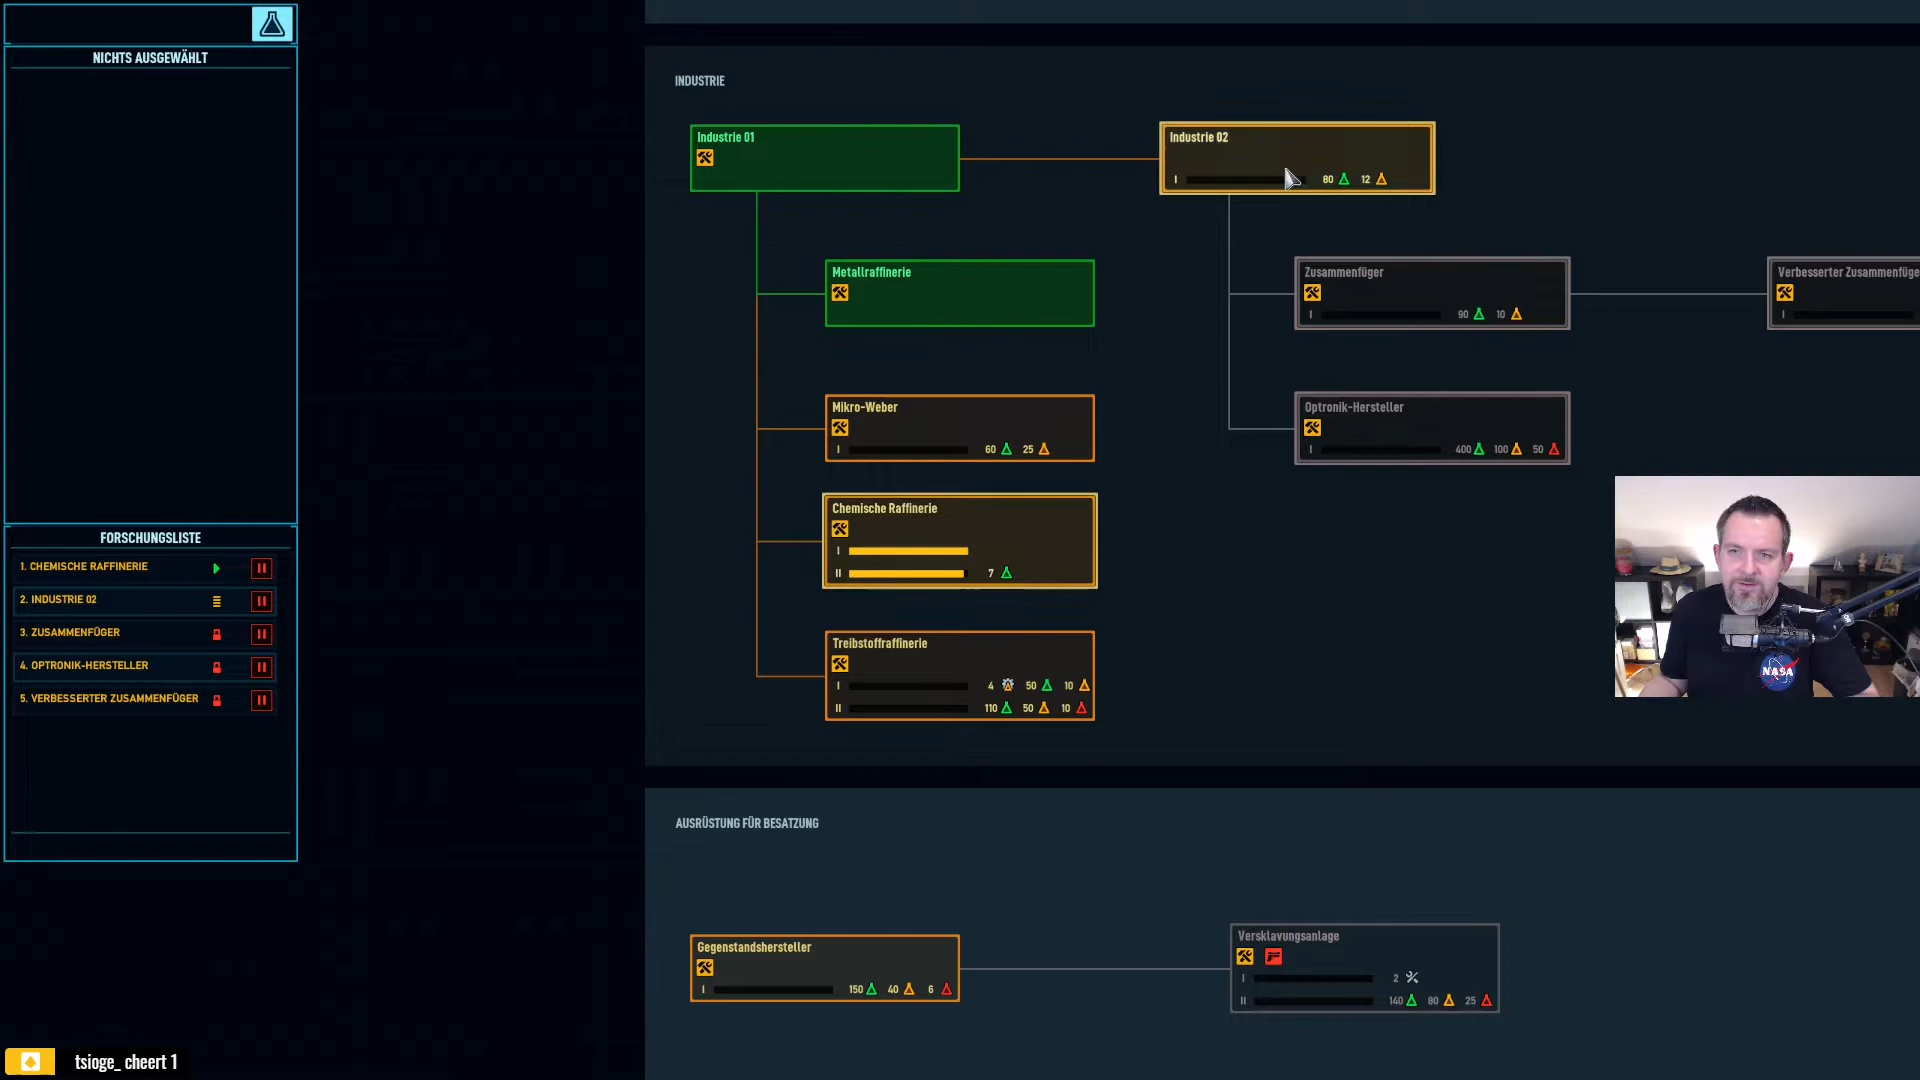 NICHTS AUSGEWÄHLT
FORSCHUNGSLISTE
1. CHEMISCHE RAFFINERIE
2. INDUSTRIE 02
3. ZUSAMMENFÜGER
4. OPTRONIK-HERSTELLER
5. VERBESSERTER ZUSAMMENFÜGER
INDUSTRIE
Industrie 01
Industrie 02
I 80 12
Metallraffinerie
Zusammenfüger
I 90 10
Verbesserter Zusammenfüge
I
Mikro-Weber
I 60 25
Optronik-Hersteller
I 400 100 50
Chemische Raffinerie
I
II 7
Treibstoffraffinerie
I 4 50 10
II 110 50 10
NASA
AUSRÜSTUNG FÜR BESATZUNG
Gegenstandshersteller
I 150 40 6
Versklavungsanlage
I 2
II 140 80 25
tsioge_ cheert 1